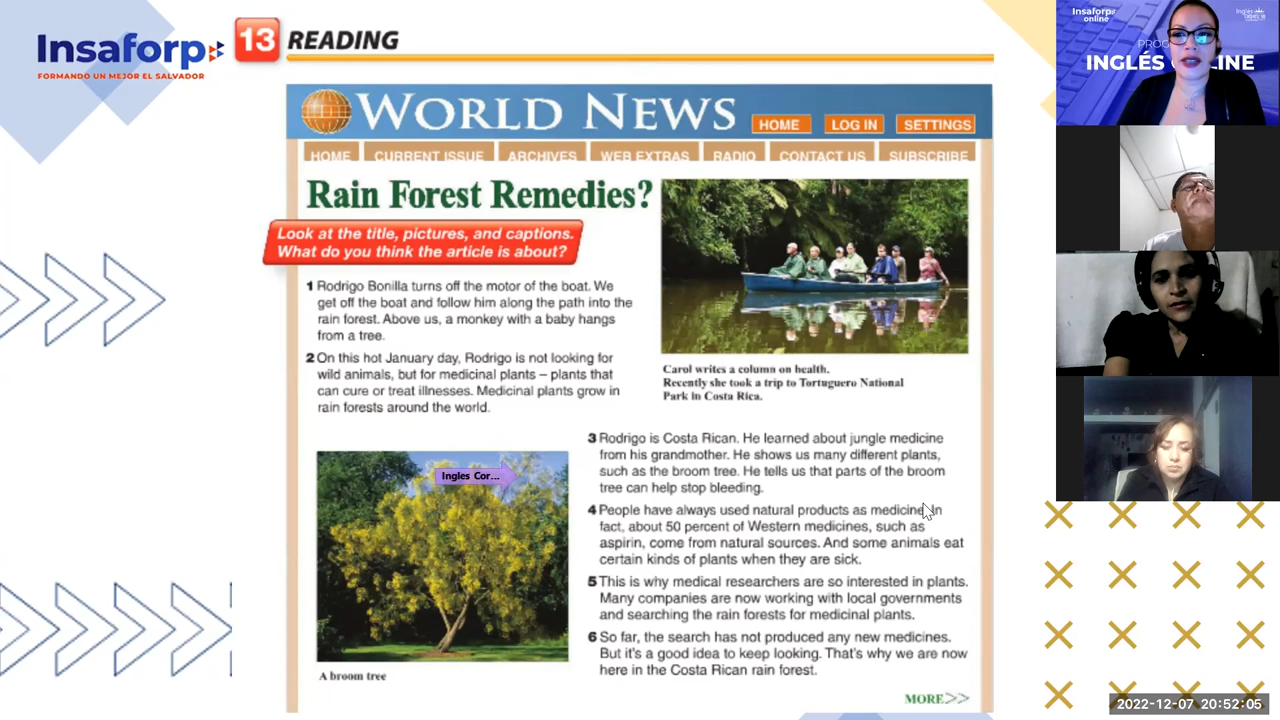 Insaforp
FORMANDO UN MEJOR EL SALVADOR
13 READING
WORLD NEWS
HOME LOG IN SETTINGS
HOME CURRENT ISSUE ARCHIVES WEB EXTRAS RADIO CONTACT US SUBSCRIBE
Rain Forest Remedies?
Look at the title, pictures, and captions.
What do you think the article is about?
1 Rodrigo Bonilla turns off the motor of the boat. We
get off the boat and follow him along the path into the
rain forest. Above us, a monkey with a baby hangs
from a tree.
2 On this hot January day, Rodrigo is not looking for
wild animals, but for medicinal plants – plants that
can cure or treat illnesses. Medicinal plants grow in
rain forests around the world.
Carol writes a column on health.
Recently she took a trip to Tortuguero National
Park in Costa Rica.
Ingles Cor...
A broom tree
3 Rodrigo is Costa Rican. He learned about jungle medicine
from his grandmother. He shows us many different plants,
such as the broom tree. He tells us that parts of the broom
tree can help stop bleeding.
4 People have always used natural products as medicine. In
fact, about 50 percent of Western medicines, such as
aspirin, come from natural sources. And some animals eat
certain kinds of plants when they are sick.
5 This is why medical researchers are so interested in plants.
Many companies are now working with local governments
and searching the rain forests for medicinal plants.
6 So far, the search has not produced any new medicines.
But it's a good idea to keep looking. That's why we are now
here in the Costa Rican rain forest.
MORE>>
Insaforp
online
INGLÉS ONLINE
2022-12-07 20:52:05